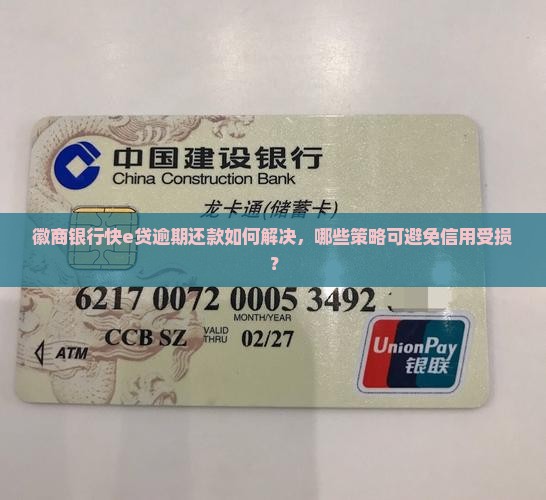 中国建设银行
China Construction Bank
龙卡通(储蓄卡)
徽商银行快e贷逾期还款如何解决，哪些策略可避免信用受损
？
6217 0072 0005 3492
MONTH/YEAR
CCB SZ VALID THRU 02/27
ATM
UnionPay
银联